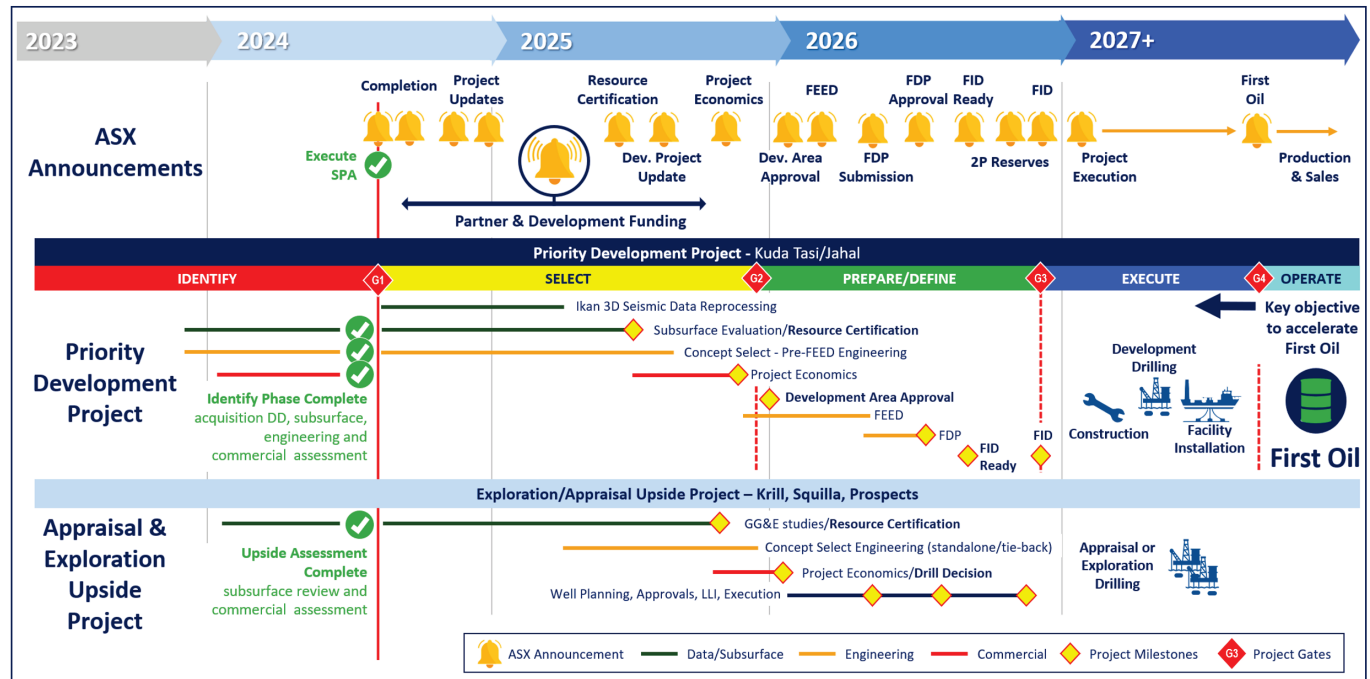 2023
2024
2025
2026
2027+
ASX
Announcements
Completion
Project
Updates
Resource
Certification
Project
Economics
FEED
FDP
Approval
FID
Ready
FID
First
Oil
Execute
SPA
Dev. Project
Update
Dev. Area
Approval
FDP
Submission
2P Reserves
Project
Execution
Production
& Sales
Partner & Development Funding
Priority Development Project - Kuda Tasi/Jahal
IDENTIFY
G1
SELECT
G2
PREPARE/DEFINE
G3
EXECUTE
G4
OPERATE
Priority
Development
Project
Ikan 3D Seismic Data Reprocessing
Subsurface Evaluation/Resource Certification
Concept Select - Pre-FEED Engineering
Project Economics
Identify Phase Complete
acquisition DD, subsurface,
engineering and
commercial assessment
Development Area Approval
FEED
FDP
FID
Ready
FID
Key objective
to accelerate
First Oil
Development
Drilling
Construction
Facility
Installation
First Oil
Exploration/Appraisal Upside Project – Krill, Squilla, Prospects
Appraisal &
Exploration
Upside
Project
Upside Assessment
Complete
subsurface review and
commercial assessment
GG&E studies/Resource Certification
Concept Select Engineering (standalone/tie-back)
Project Economics/Drill Decision
Well Planning, Approvals, LLI, Execution
Appraisal or
Exploration
Drilling
ASX Announcement
Data/Subsurface
Engineering
Commercial
Project Milestones
G3
Project Gates